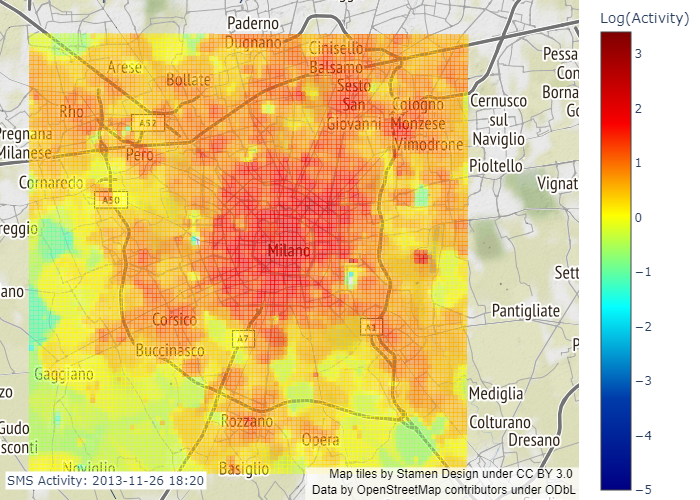 Paderno
Dugnano
Cinisello
Balsamo
Arese
Bollate
Sesto
San
Giovanni
Rho
A52
Cologno
Monzese
Vimodrone
Pero
Pregnana
Milanese
Cornaredo
A50
Cernusco
sul
Naviglio
Pioltello
Pessa
Con
Borna
Go
Vignat
reggio
Milano
Sett
ano
Pantigliate
Corsico
A7
A1
Buccinasco
P
Gaggiano
zo
Mediglia
Rozzano
Colturano
Dresano
Gudo
sconti
Opera
Noviglio
Basiglio
SMS Activity: 2013-11-26 18:20
Map tiles by Stamen Design under CC BY 3.0
Data by OpenStreetMap contributors under ODbL
Log(Activity)
3
2
1
0
−1
−2
−3
−4
−5